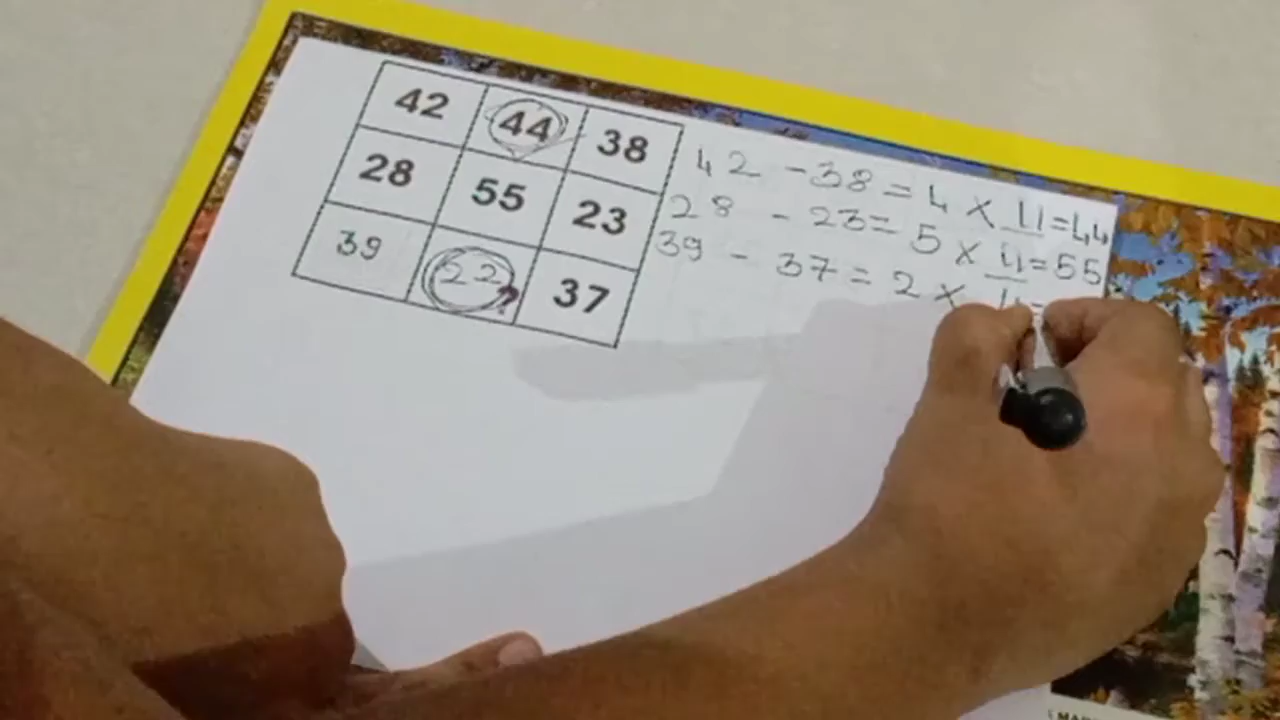 42 44 38
28 55 23
39 22? 37
42 - 38 = 4 × 11 = 44
28 - 23 = 5 × 11 = 55
39 - 37 = 2 × 11 =